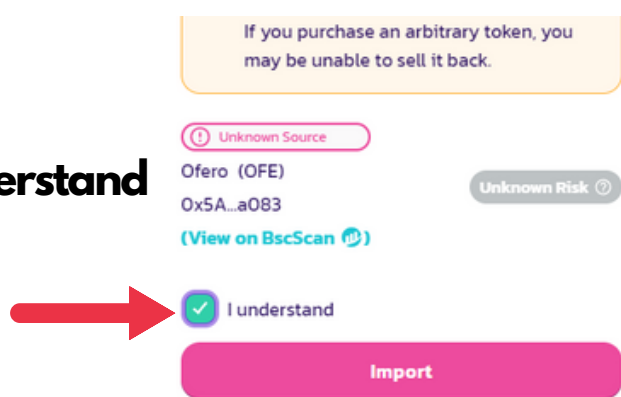 If you purchase an arbitrary token, you
may be unable to sell it back.
Unknown Source
erstand
Ofero (OFE)
Unknown Risk
0x5A...a083
(View on BscScan)
I understand
Import